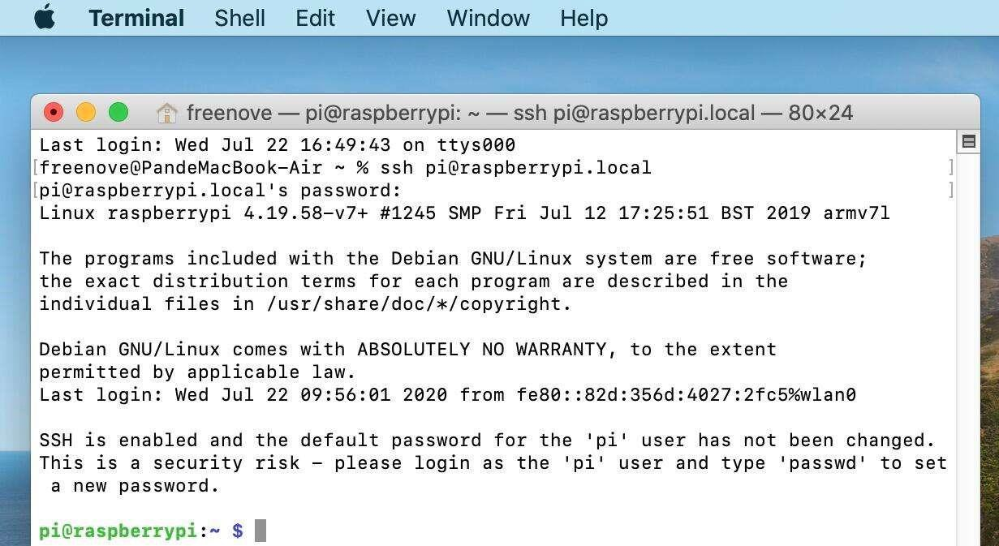 Terminal Shell Edit View Window Help
freenove — pi@raspberrypi: ~ — ssh pi@raspberrypi.local — 80×24
Last login: Wed Jul 22 16:49:43 on ttys000
[freenove@PandeMacBook-Air ~ % ssh pi@raspberrypi.local ]
[pi@raspberrypi.local's password: ]
Linux raspberrypi 4.19.58-v7+ #1245 SMP Fri Jul 12 17:25:51 BST 2019 armv7l
The programs included with the Debian GNU/Linux system are free software;
the exact distribution terms for each program are described in the
individual files in /usr/share/doc/*/copyright.
Debian GNU/Linux comes with ABSOLUTELY NO WARRANTY, to the extent
permitted by applicable law.
Last login: Wed Jul 22 09:56:01 2020 from fe80::82d:356d:4027:2fc5%wlan0
SSH is enabled and the default password for the 'pi' user has not been changed.
This is a security risk – please login as the 'pi' user and type 'passwd' to set
a new password.
pi@raspberrypi:~ $